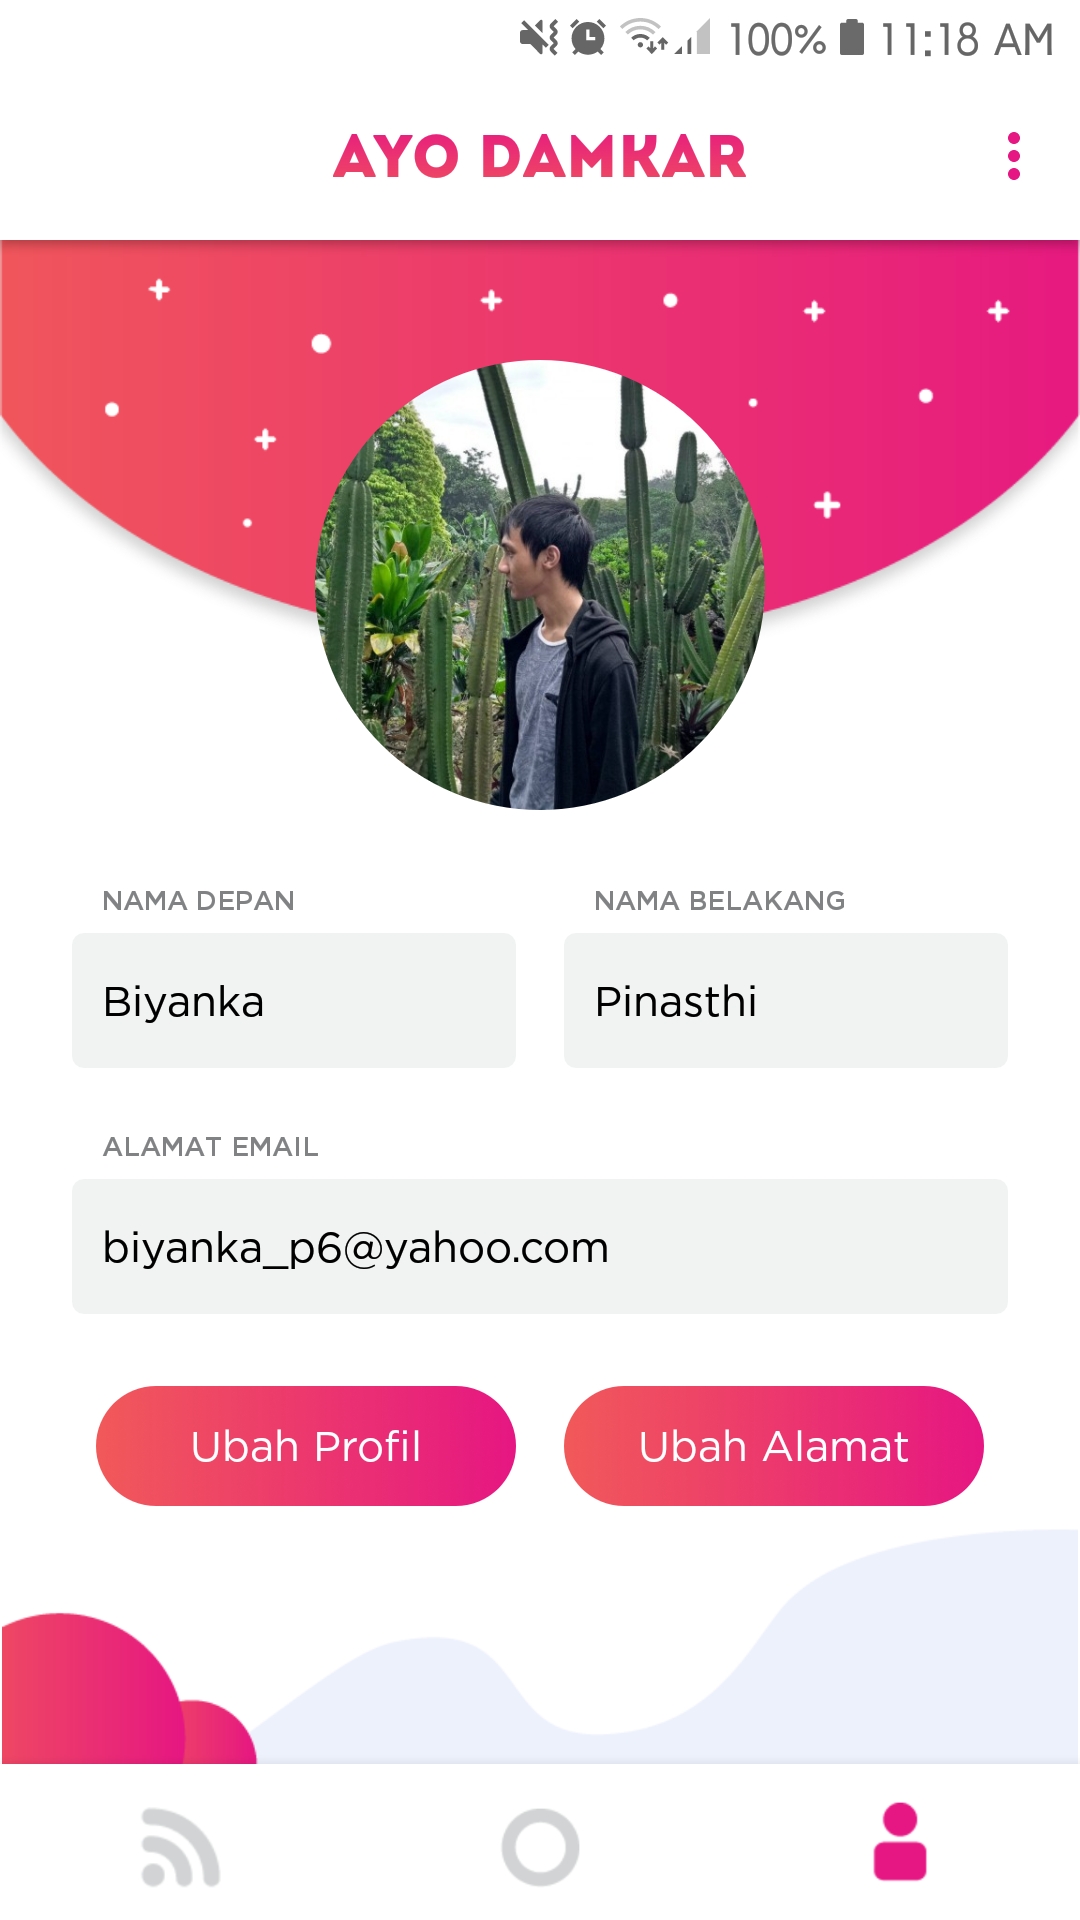 100% 11:18 AM
AYO DAMKAR
NAMA DEPAN
NAMA BELAKANG
Biyanka
Pinasthi
ALAMAT EMAIL
biyanka_p6@yahoo.com
Ubah Profil
Ubah Alamat